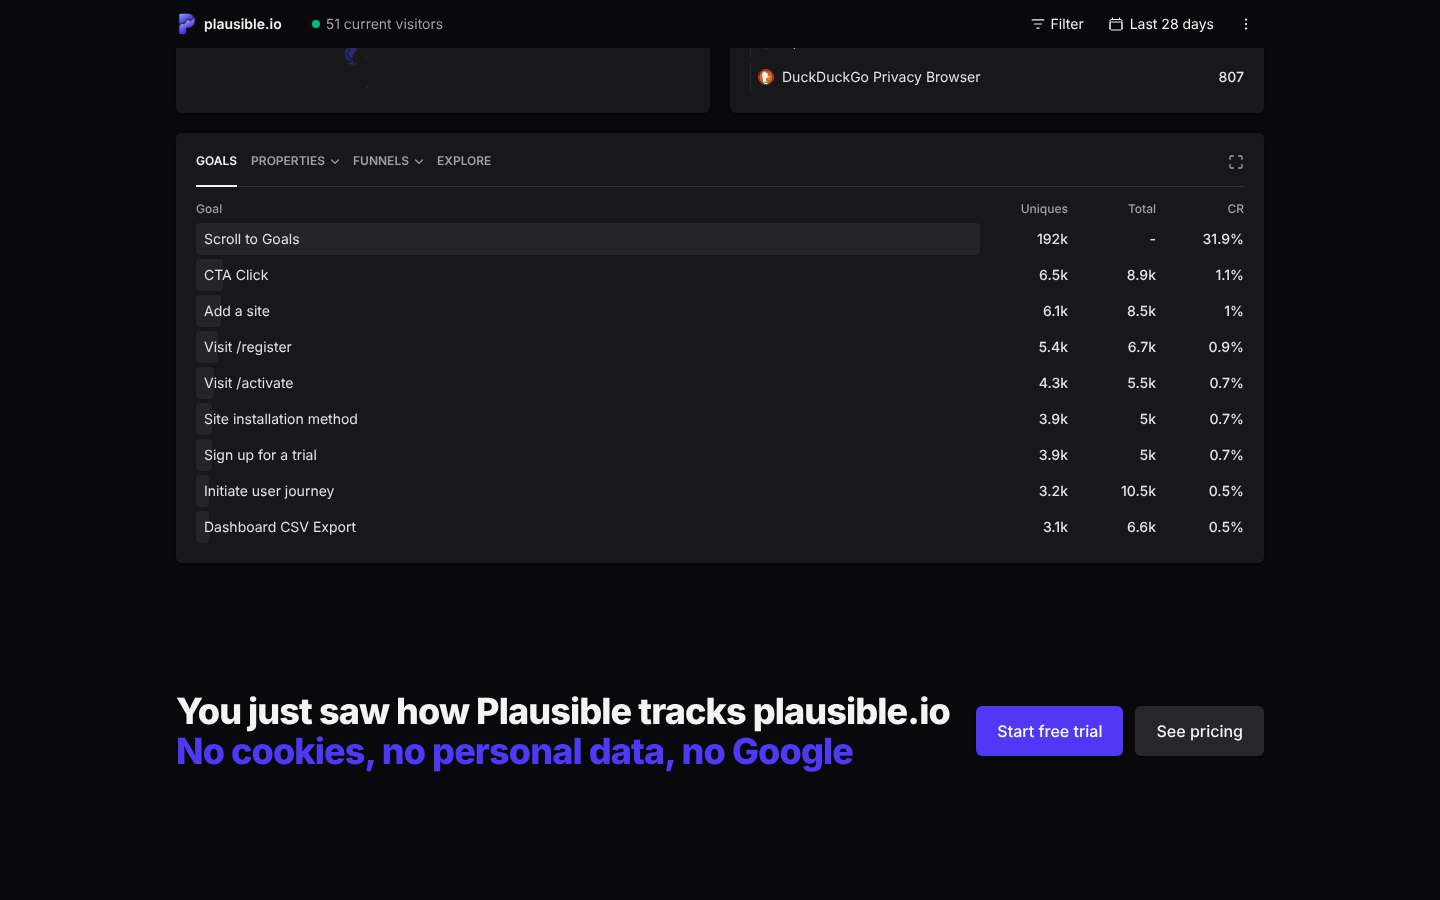 plausible.io
51 current visitors
Filter
Last 28 days
DuckDuckGo Privacy Browser 807
GOALS PROPERTIES FUNNELS EXPLORE
Goal Uniques Total CR
Scroll to Goals 192k - 31.9%
CTA Click 6.5k 8.9k 1.1%
Add a site 6.1k 8.5k 1%
Visit /register 5.4k 6.7k 0.9%
Visit /activate 4.3k 5.5k 0.7%
Site installation method 3.9k 5k 0.7%
Sign up for a trial 3.9k 5k 0.7%
Initiate user journey 3.2k 10.5k 0.5%
Dashboard CSV Export 3.1k 6.6k 0.5%
You just saw how Plausible tracks plausible.io
No cookies, no personal data, no Google
Start free trial
See pricing